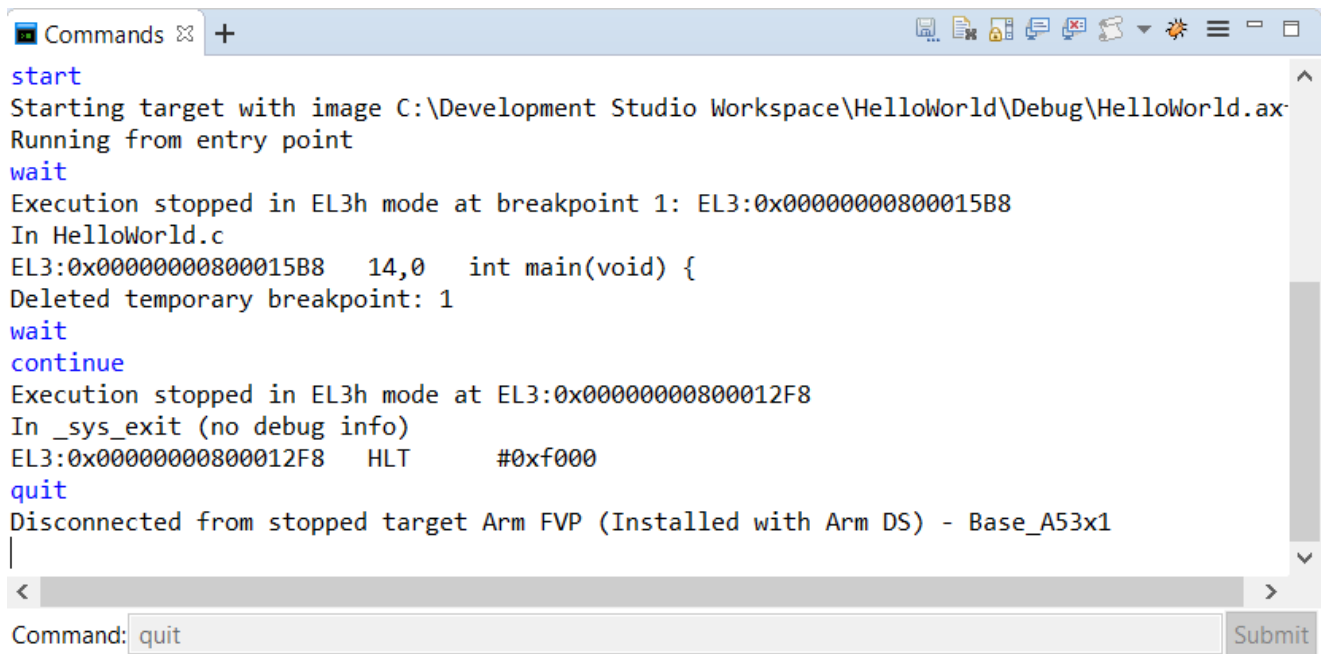 Commands
start
Starting target with image C:\Development Studio Workspace\HelloWorld\Debug\HelloWorld.ax
Running from entry point
wait
Execution stopped in EL3h mode at breakpoint 1: EL3:0x00000000800015B8
In HelloWorld.c
EL3:0x00000000800015B8   14,0   int main(void) {
Deleted temporary breakpoint: 1
wait
continue
Execution stopped in EL3h mode at EL3:0x00000000800012F8
In _sys_exit (no debug info)
EL3:0x00000000800012F8   HLT      #0xf000
quit
Disconnected from stopped target Arm FVP (Installed with Arm DS) - Base_A53x1
Command: quit Submit